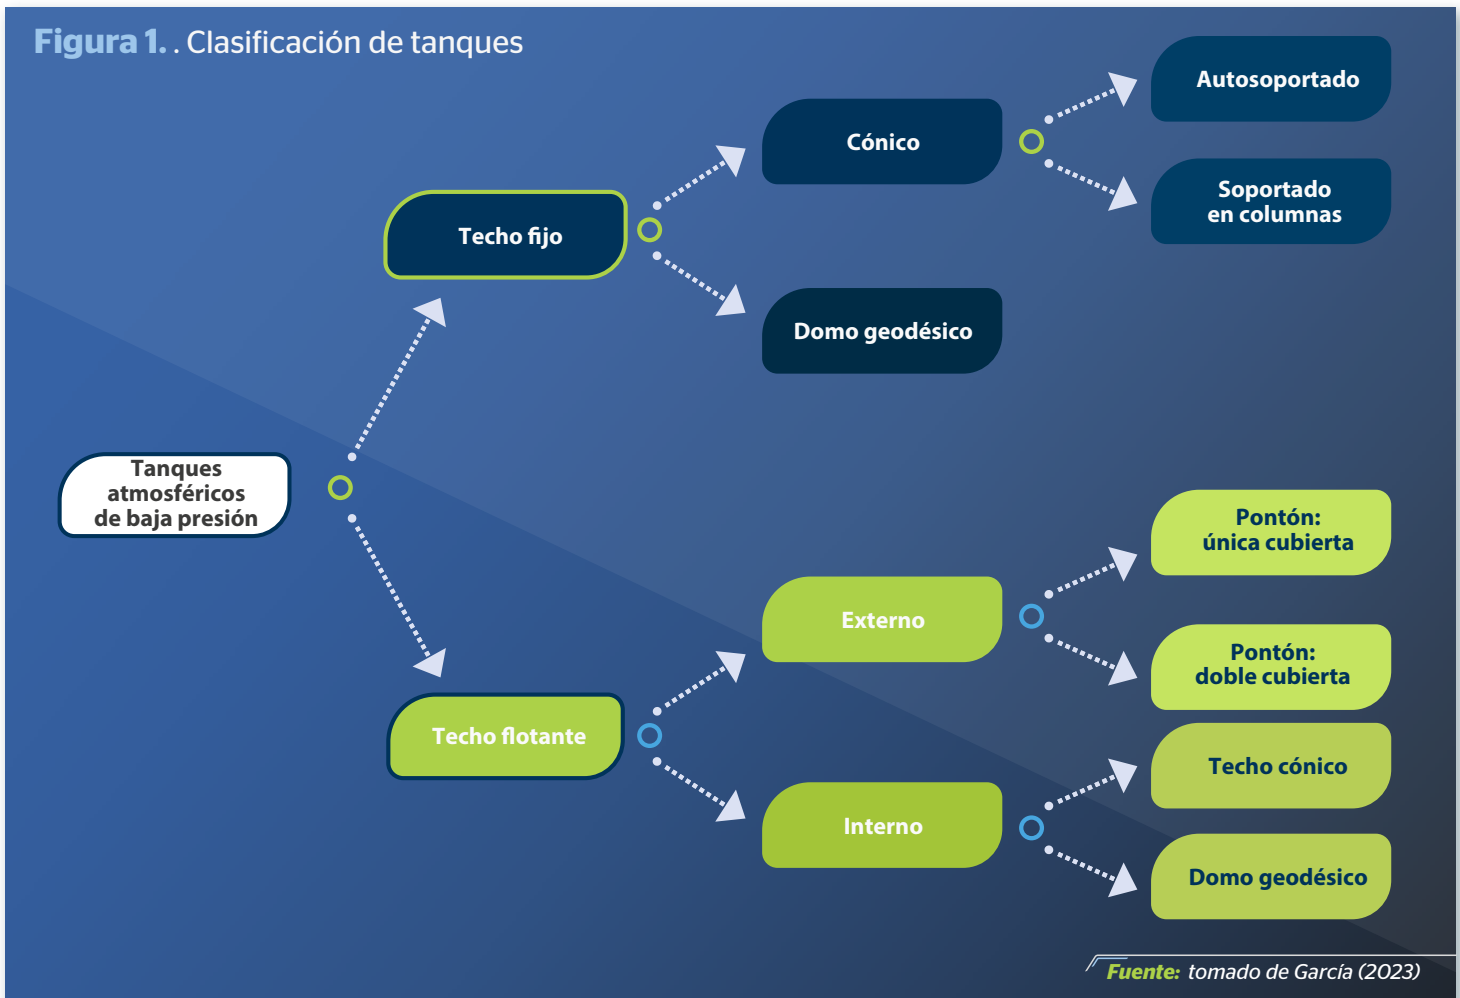 Figura 1. . Clasificación de tanques
Tanques
atmosféricos
de baja presión
Techo fijo
Cónico
Autosoportado
Soportado
en columnas
Domo geodésico
Techo flotante
Externo
Pontón:
única cubierta
Pontón:
doble cubierta
Interno
Techo cónico
Domo geodésico
Fuente: tomado de García (2023)